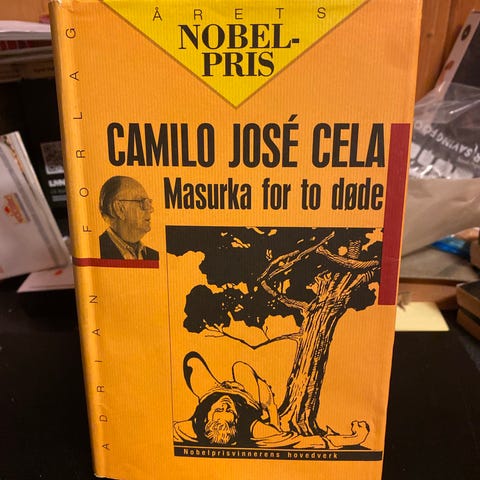 ÅRETS
NOBEL-
PRIS
CAMILO JOSÉ CELA
Masurka for to døde
Nobelprisvinnerens hovedverk
ADRIAN FORLAG